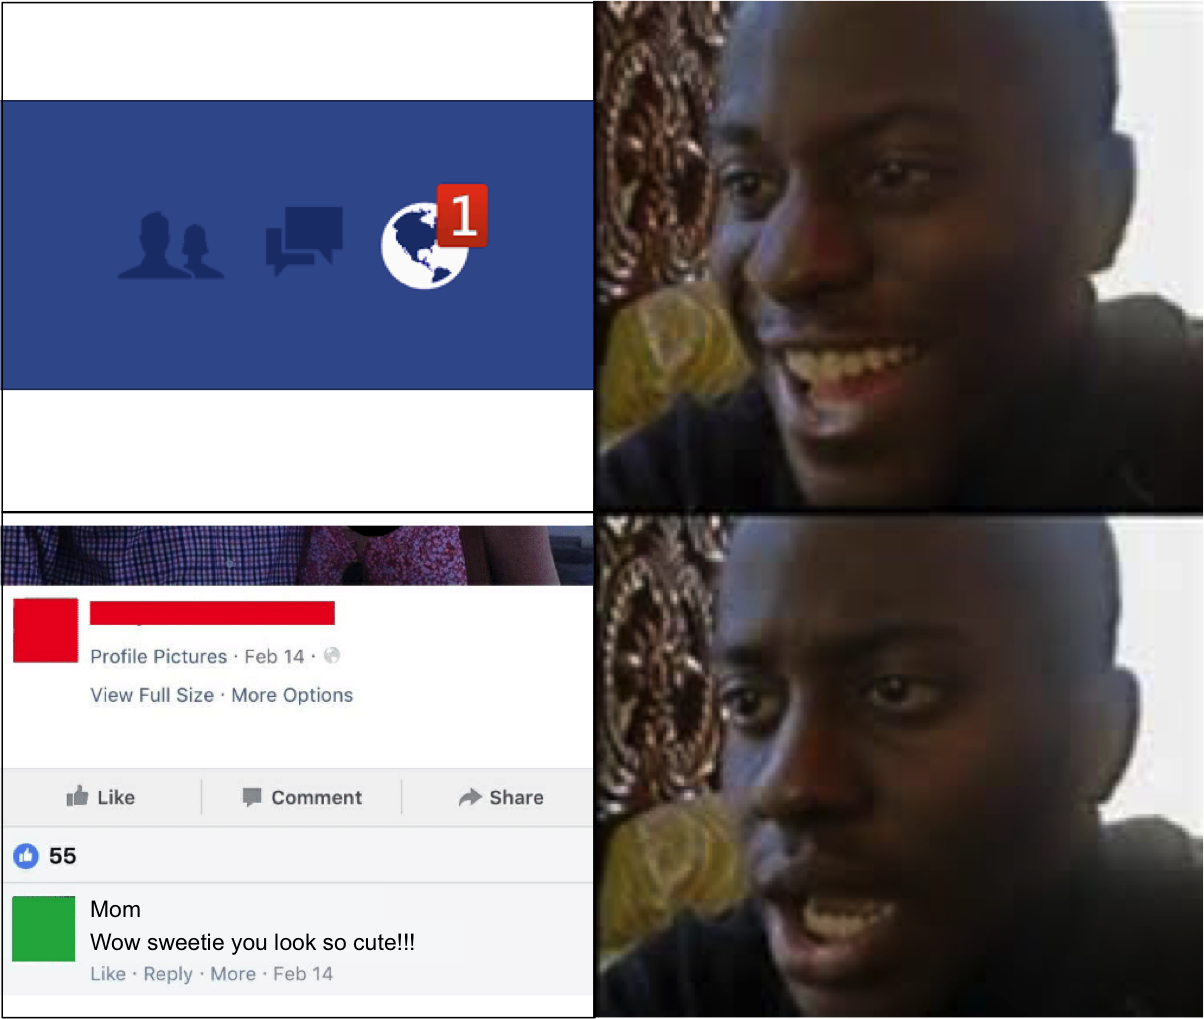 1
Profile Pictures · Feb 14 ·
View Full Size · More Options
Like
Comment
Share
55
Mom
Wow sweetie you look so cute!!!
Like · Reply · More · Feb 14